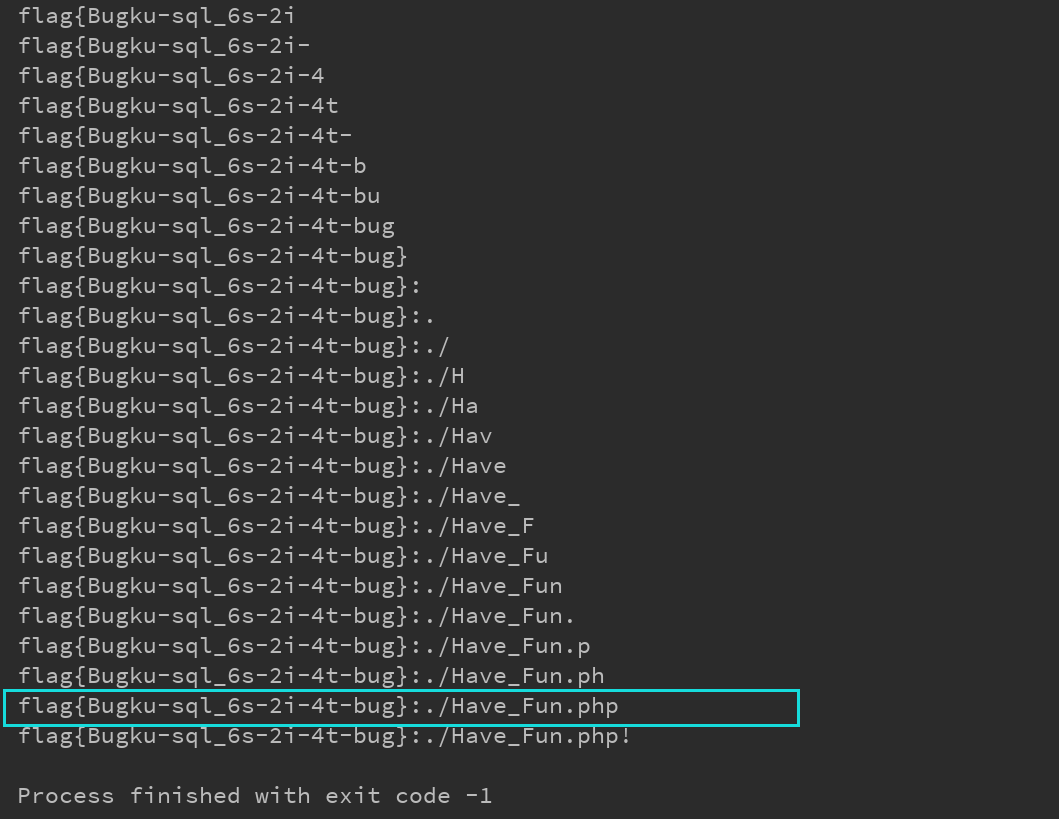 flag{Bugku-sql_6s-2i
flag{Bugku-sql_6s-2i-
flag{Bugku-sql_6s-2i-4
flag{Bugku-sql_6s-2i-4t
flag{Bugku-sql_6s-2i-4t-
flag{Bugku-sql_6s-2i-4t-b
flag{Bugku-sql_6s-2i-4t-bu
flag{Bugku-sql_6s-2i-4t-bug
flag{Bugku-sql_6s-2i-4t-bug}
flag{Bugku-sql_6s-2i-4t-bug}:
flag{Bugku-sql_6s-2i-4t-bug}:.
flag{Bugku-sql_6s-2i-4t-bug}:./
flag{Bugku-sql_6s-2i-4t-bug}:./H
flag{Bugku-sql_6s-2i-4t-bug}:./Ha
flag{Bugku-sql_6s-2i-4t-bug}:./Hav
flag{Bugku-sql_6s-2i-4t-bug}:./Have
flag{Bugku-sql_6s-2i-4t-bug}:./Have_
flag{Bugku-sql_6s-2i-4t-bug}:./Have_F
flag{Bugku-sql_6s-2i-4t-bug}:./Have_Fu
flag{Bugku-sql_6s-2i-4t-bug}:./Have_Fun
flag{Bugku-sql_6s-2i-4t-bug}:./Have_Fun.
flag{Bugku-sql_6s-2i-4t-bug}:./Have_Fun.p
flag{Bugku-sql_6s-2i-4t-bug}:./Have_Fun.ph
flag{Bugku-sql_6s-2i-4t-bug}:./Have_Fun.php
flag{Bugku-sql_6s-2i-4t-bug}:./Have_Fun.php!
Process finished with exit code -1